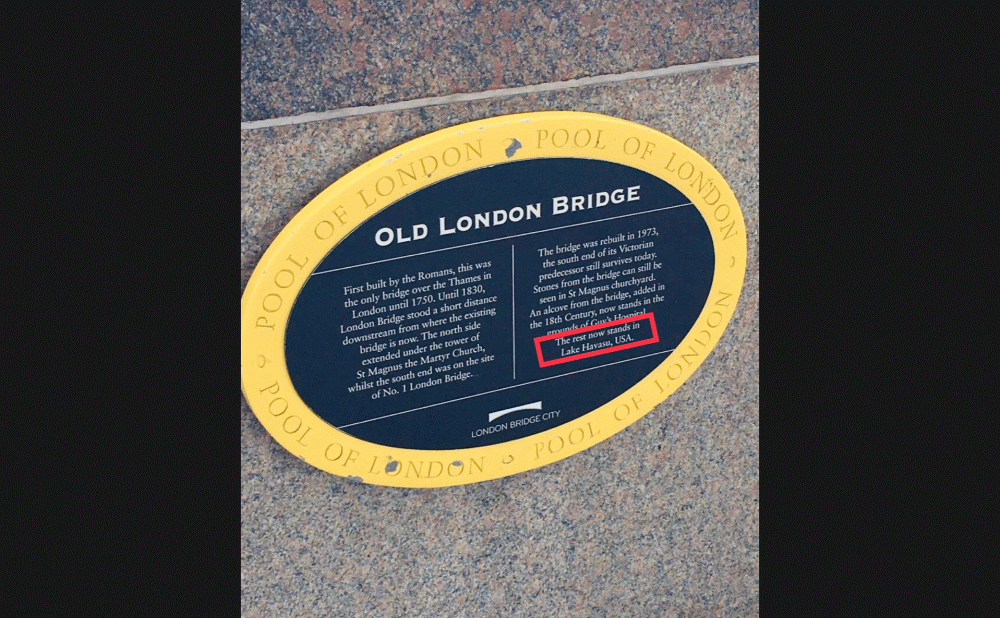 POOL OF LONDON
POOL OF LONDON
OLD LONDON BRIDGE
First built by the Romans, this was
the only bridge over the Thames in
London until 1750. Until 1830,
London Bridge stood a short distance
downstream from where the existing
bridge is now. The north side
extended under the tower of
St Magnus the Martyr Church,
whilst the south end was on the site
of No. 1 London Bridge.
The bridge was rebuilt in 1973,
the south end of its Victorian
predecessor still survives today.
Stones from the bridge can still be
seen in St Magnus churchyard.
An alcove from the bridge, added in
the 18th Century, now stands in the
grounds of Guy's Hospital.
The rest now stands in
Lake Havasu, USA.
LONDON BRIDGE CITY
POOL OF LONDON
POOL OF LONDON